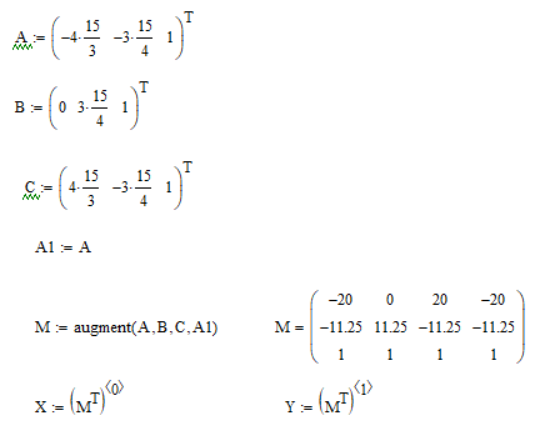 A := (-4·15/3 -3·15/4 1)^T
B := (0 3·15/4 1)^T
C := (4·15/3 -3·15/4 1)^T
A1 := A
M := augment(A,B,C,A1) M = ( -20 0 20 -20
-11.25 11.25 -11.25 -11.25
1 1 1 1 )
X := (M^T)^⟨0⟩ Y := (M^T)^⟨1⟩